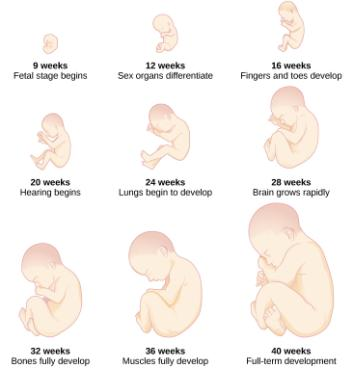 9 weeks
Fetal stage begins
12 weeks
Sex organs differentiate
16 weeks
Fingers and toes develop
20 weeks
Hearing begins
24 weeks
Lungs begin to develop
28 weeks
Brain grows rapidly
32 weeks
Bones fully develop
36 weeks
Muscles fully develop
40 weeks
Full-term development